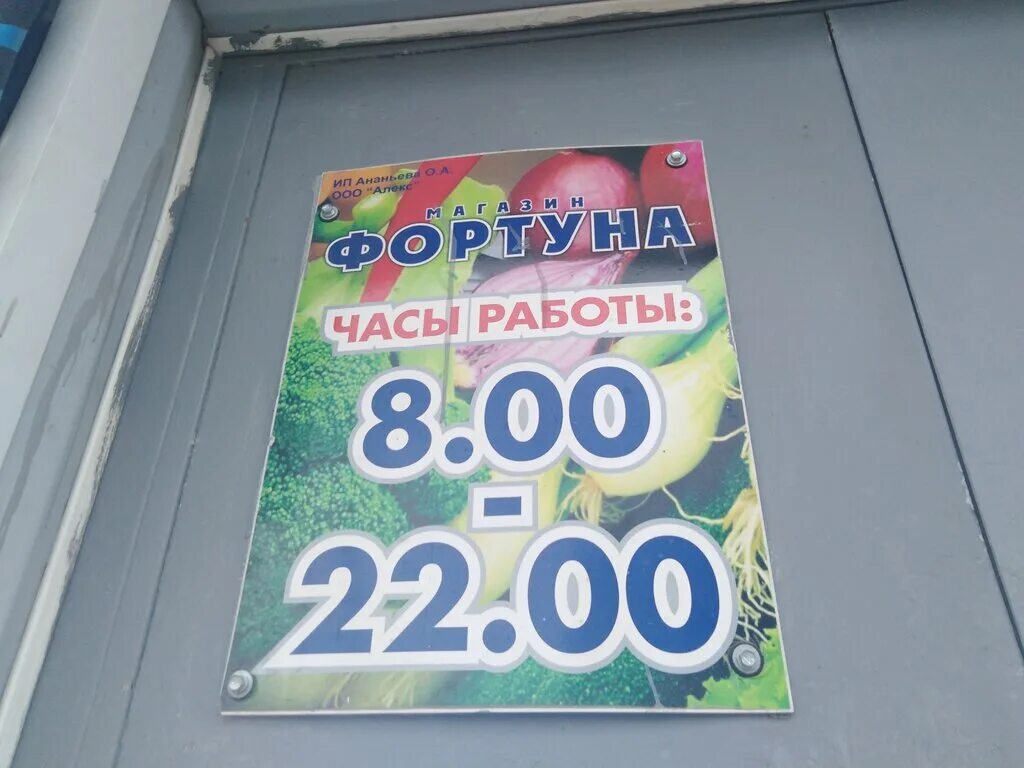 ИП Ананьева О.А.
ООО "Алекс"
МАГАЗИН
ФОРТУНА
ЧАСЫ РАБОТЫ:
8.00
-
22.00